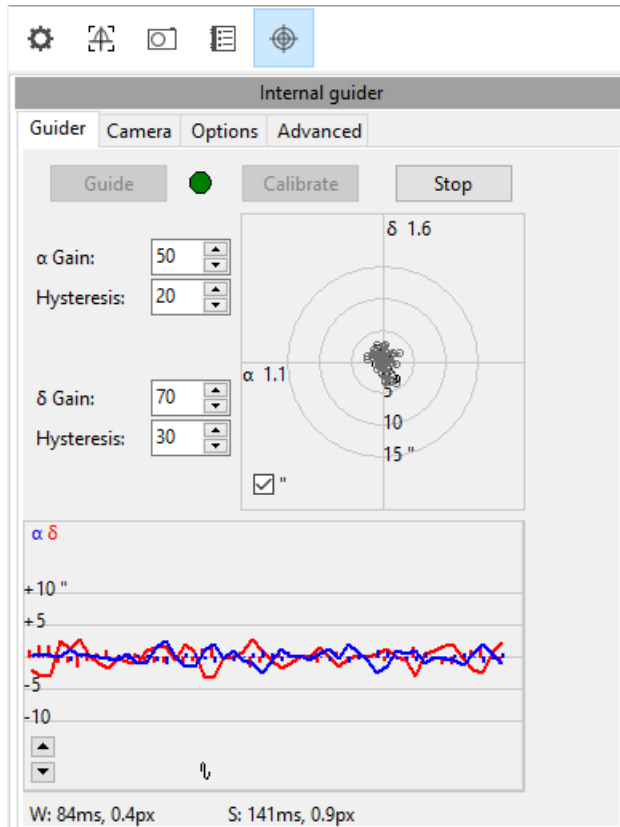 Internal guider
Guider Camera Options Advanced
Guide Calibrate Stop
δ 1.6
α Gain: 50
Hysteresis: 20
α 1.1
5
10
15 "
δ Gain: 70
Hysteresis: 30
"
α δ
+10 "
+5
-5
-10
W: 84ms, 0.4px S: 141ms, 0.9px